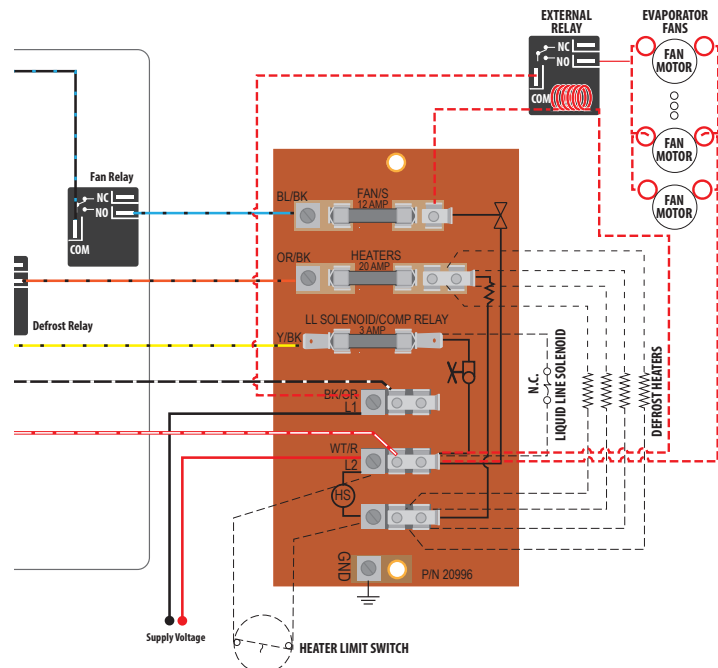 EXTERNAL
RELAY
EVAPORATOR
FANS
NC
NO
COM
FAN
MOTOR
FAN
MOTOR
FAN
MOTOR
Fan Relay
NC
NO
COM
BL/BK
FAN/S
12 AMP
OR/BK
HEATERS
20 AMP
Defrost Relay
LL SOLENOID/COMP RELAY
3 AMP
Y/BK
N.C.
LIQUID LINE SOLENOID
DEFROST HEATERS
BK/OR
L1
WT/R
L2
HS
GND
P/N 20996
Supply Voltage
HEATER LIMIT SWITCH